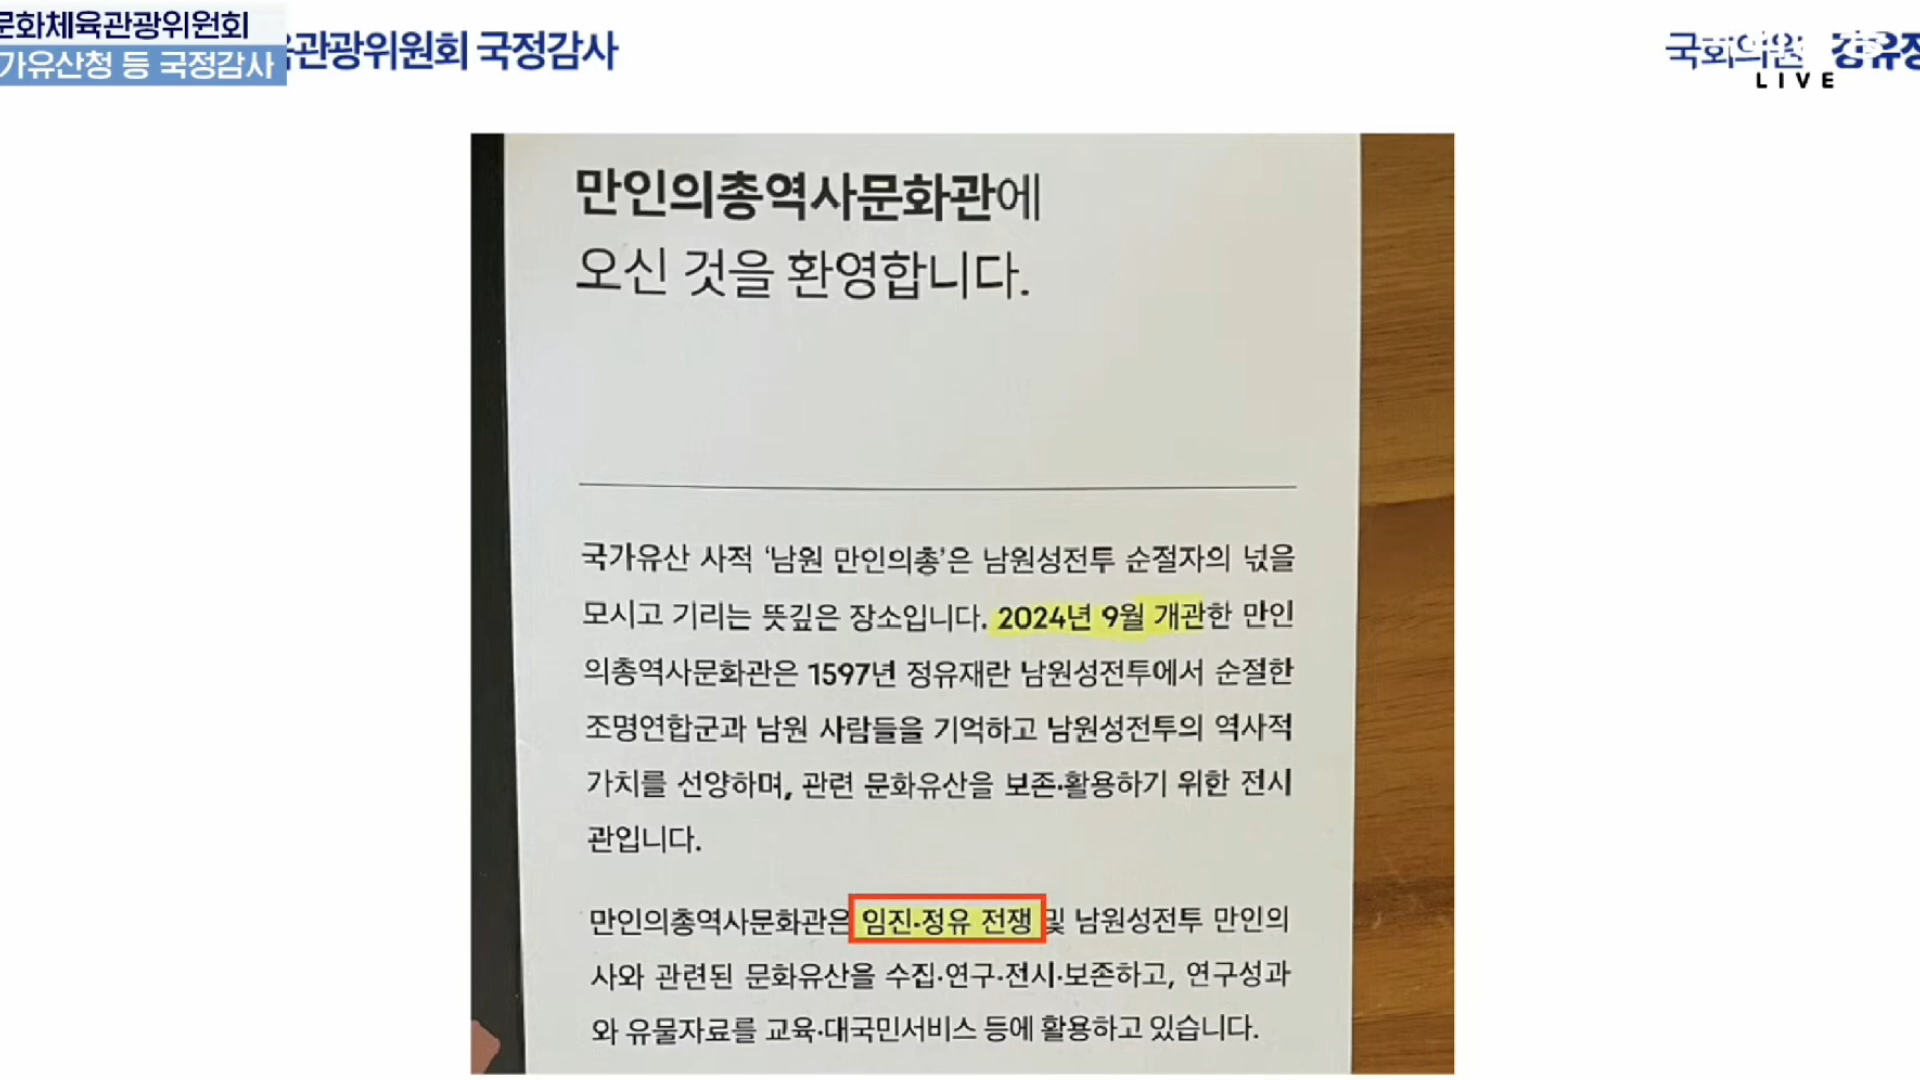 문화체육관광위원회
가유산청 등 국정감사
관광위원회 국정감사
국회의원
LIVE
만인의총역사문화관에
오신 것을 환영합니다.
국가유산 사적 ‘남원 만인의총’은 남원성전투 순절자의 넋을
모시고 기리는 뜻깊은 장소입니다. 2024년 9월 개관한 만인
의총역사문화관은 1597년 정유재란 남원성전투에서 순절한
조명연합군과 남원 사람들을 기억하고 남원성전투의 역사적
가치를 선양하며, 관련 문화유산을 보존·활용하기 위한 전시
관입니다.
만인의총역사문화관은 임진·정유 전쟁 및 남원성전투 만인의
사와 관련된 문화유산을 수집·연구·전시·보존하고, 연구성과
와 유물자료를 교육·대국민서비스 등에 활용하고 있습니다.